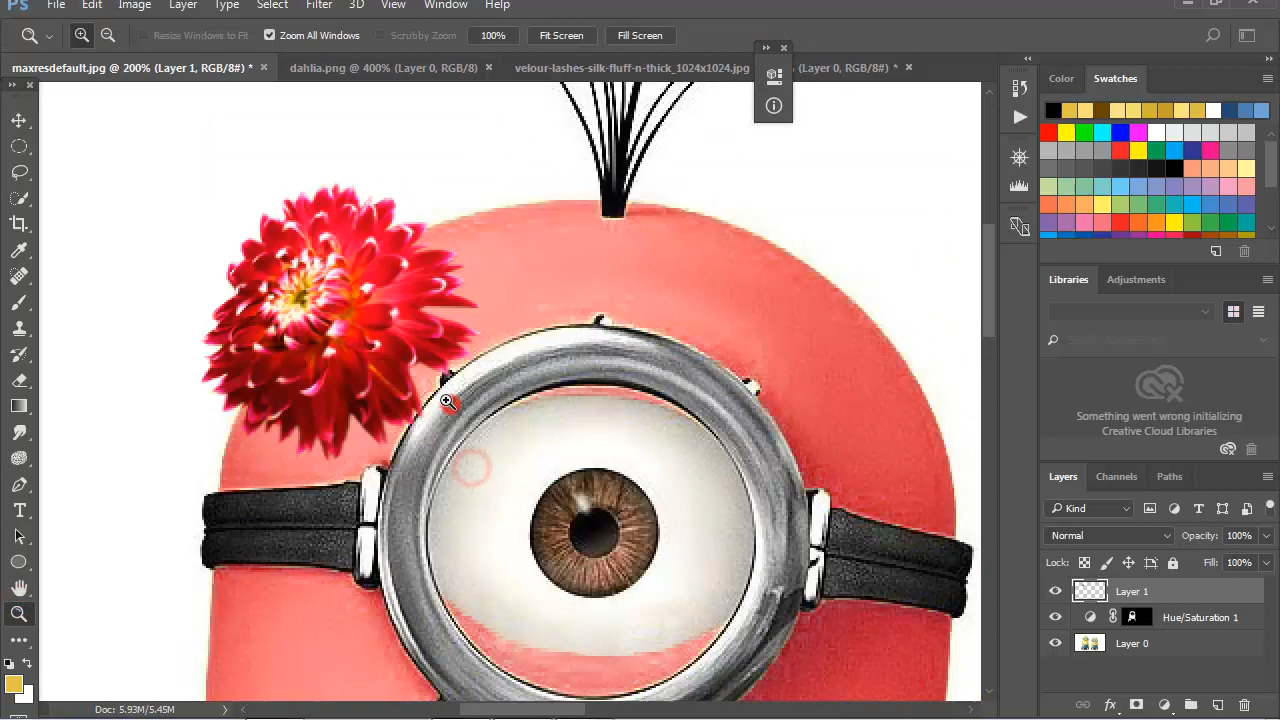 Ps File Edit Image Layer Type Select Filter 3D View Window Help
Resize Windows to Fit Zoom All Windows Scrubby Zoom 100% Fit Screen Fill Screen
maxresdefault.jpg @ 200% (Layer 1, RGB/8#) * × dahlia.png @ 400% (Layer 0, RGB/8) × velour-lashes-silk-fluff-n-thick_1024x1024.jpg % (Layer 0, RGB/8#) * ×
Color Swatches
Libraries Adjustments
Something went wrong initializing
Creative Cloud Libraries
Layers Channels Paths
Kind
Normal Opacity: 100%
Lock: Fill: 100%
Layer 1
Hue/Saturation 1
Layer 0
Doc: 5.93M/5.45M